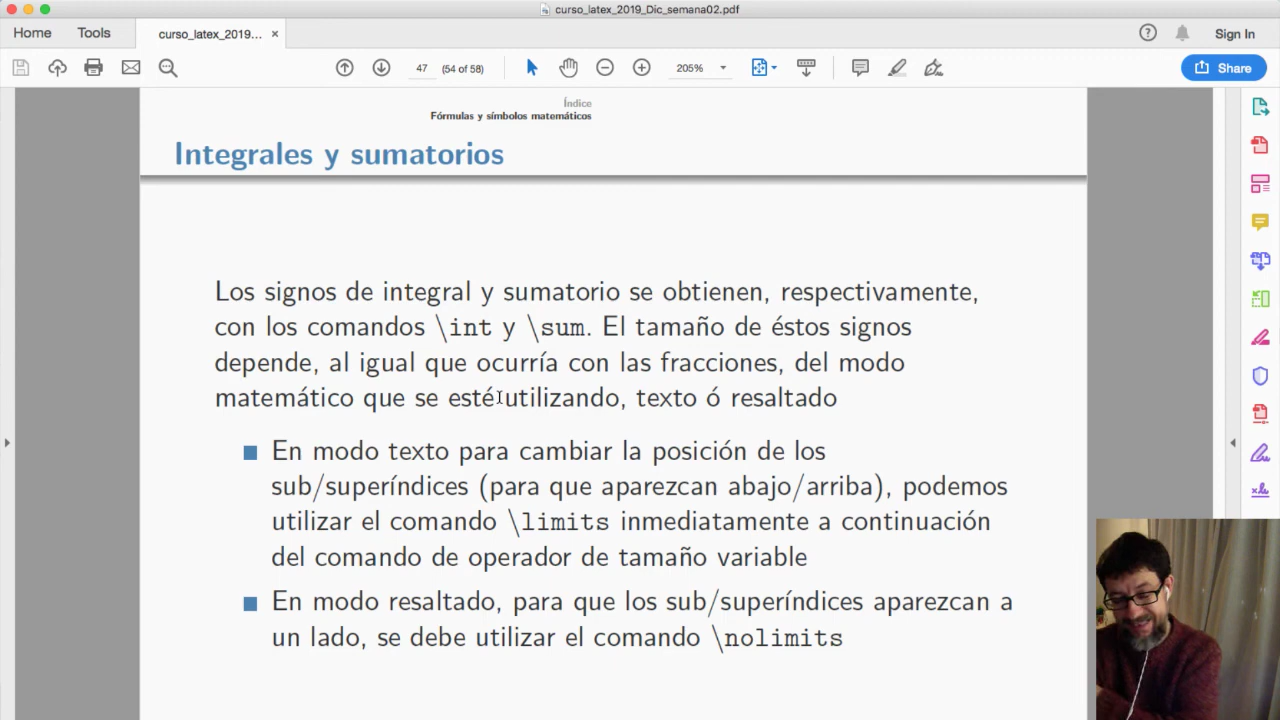 curso_latex_2019_Dic_semana02.pdf
Home Tools curso_latex_2019... × Sign In
47 (54 of 58) 205% Share
Índice
Fórmulas y símbolos matemáticos
Integrales y sumatorios
Los signos de integral y sumatorio se obtienen, respectivamente,
con los comandos \int y \sum. El tamaño de éstos signos
depende, al igual que ocurría con las fracciones, del modo
matemático que se esté utilizando, texto ó resaltado
En modo texto para cambiar la posición de los
sub/superíndices (para que aparezcan abajo/arriba), podemos
utilizar el comando \limits inmediatamente a continuación
del comando de operador de tamaño variable
En modo resaltado, para que los sub/superíndices aparezcan a
un lado, se debe utilizar el comando \nolimits